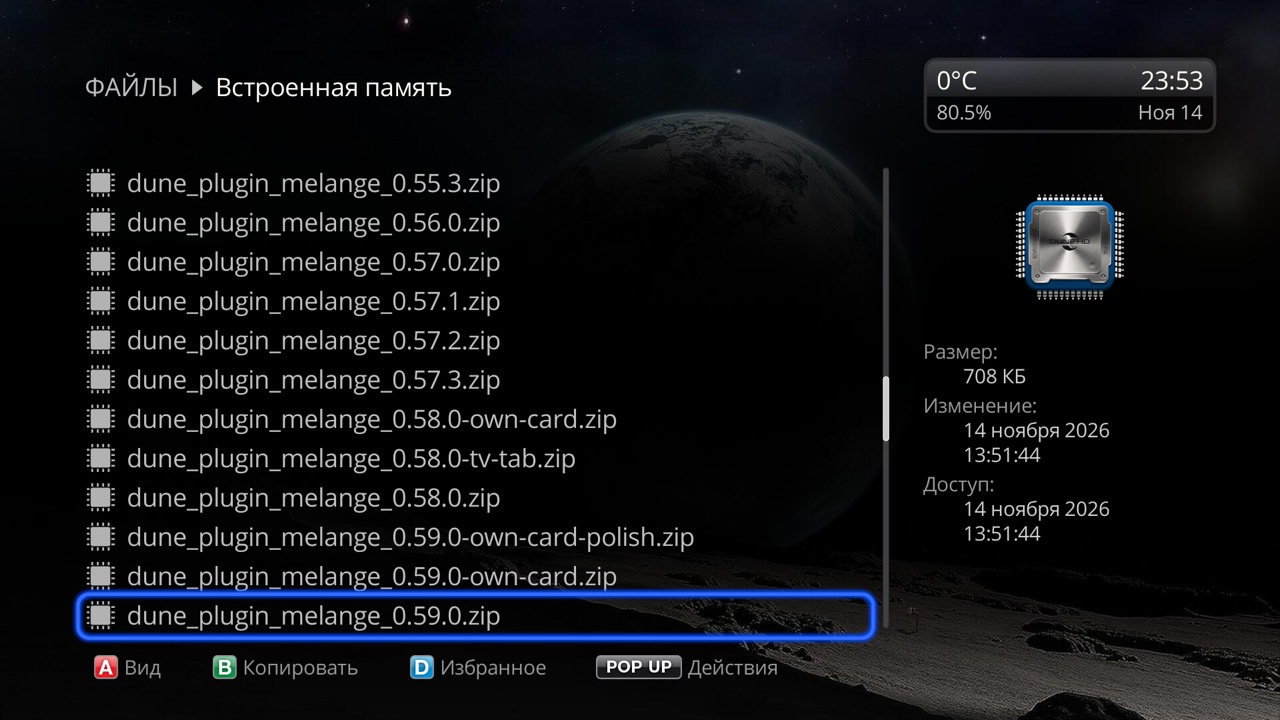 ФАЙЛЫ Встроенная память
0°C 23:53
80.5% Ноя 14
dune_plugin_melange_0.55.3.zip
dune_plugin_melange_0.56.0.zip
dune_plugin_melange_0.57.0.zip
dune_plugin_melange_0.57.1.zip
dune_plugin_melange_0.57.2.zip
dune_plugin_melange_0.57.3.zip
dune_plugin_melange_0.58.0-own-card.zip
dune_plugin_melange_0.58.0-tv-tab.zip
dune_plugin_melange_0.58.0.zip
dune_plugin_melange_0.59.0-own-card-polish.zip
dune_plugin_melange_0.59.0-own-card.zip
dune_plugin_melange_0.59.0.zip
DUNE HD
Размер:
708 КБ
Изменение:
14 ноября 2026
13:51:44
Доступ:
14 ноября 2026
13:51:44
A Вид B Копировать D Избранное POP UP Действия